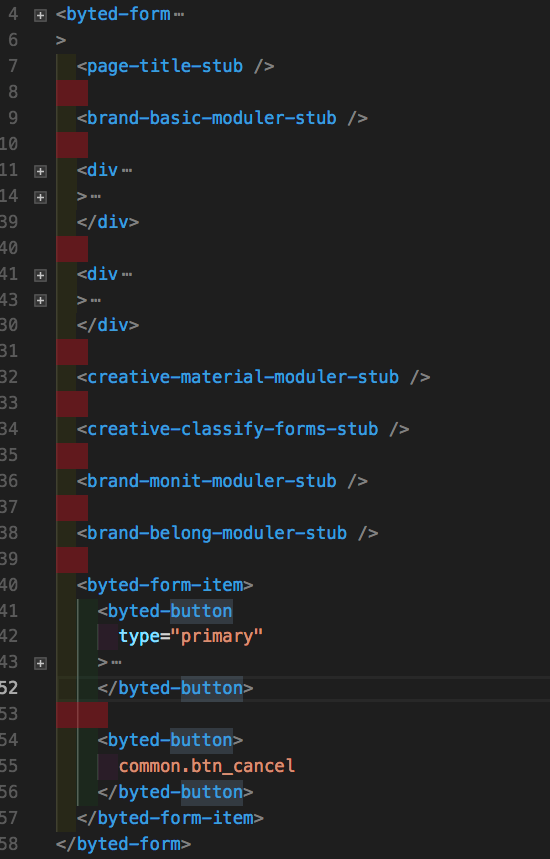 4 <byted-form…
6 >
7 <page-title-stub />
8
9 <brand-basic-moduler-stub />
10
11 <div…
14 >…
39 </div>
40
41 <div…
43 >…
30 </div>
31
32 <creative-material-moduler-stub />
33
34 <creative-classify-forms-stub />
35
36 <brand-monit-moduler-stub />
37
38 <brand-belong-moduler-stub />
39
40 <byted-form-item>
41 <byted-button
42 type="primary"
43 >…
52 </byted-button>
53
54 <byted-button>
55 common.btn_cancel
56 </byted-button>
57 </byted-form-item>
58 </byted-form>